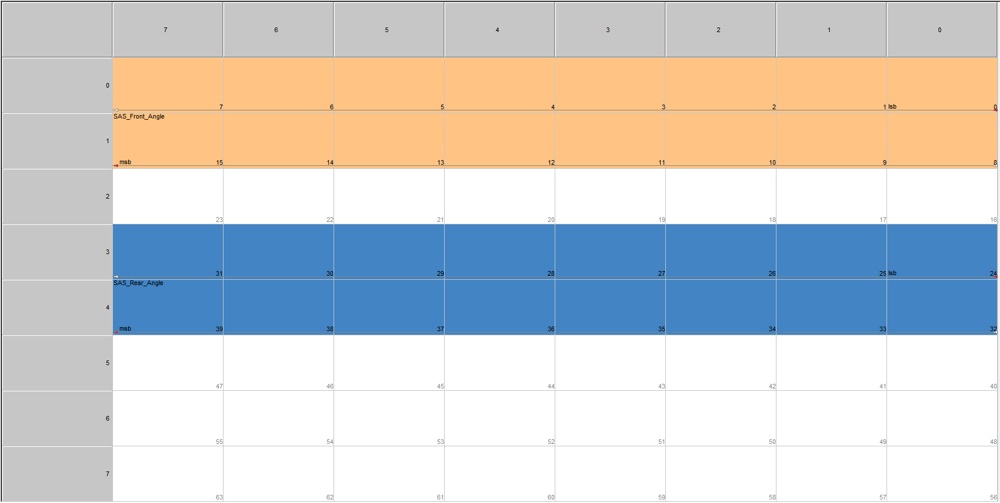 7 6 5 4 3 2 1 0
0
7 6 5 4 3 2 1 lsb 0
SAS_Front_Angle
1
msb 15 14 13 12 11 10 9 8
2
23 22 21 20 19 18 17 16
3
31 30 29 28 27 26 25 lsb 24
SAS_Rear_Angle
4
msb 39 38 37 36 35 34 33 32
5
47 46 45 44 43 42 41 40
6
55 54 53 52 51 50 49 48
7
63 62 61 60 59 58 57 56